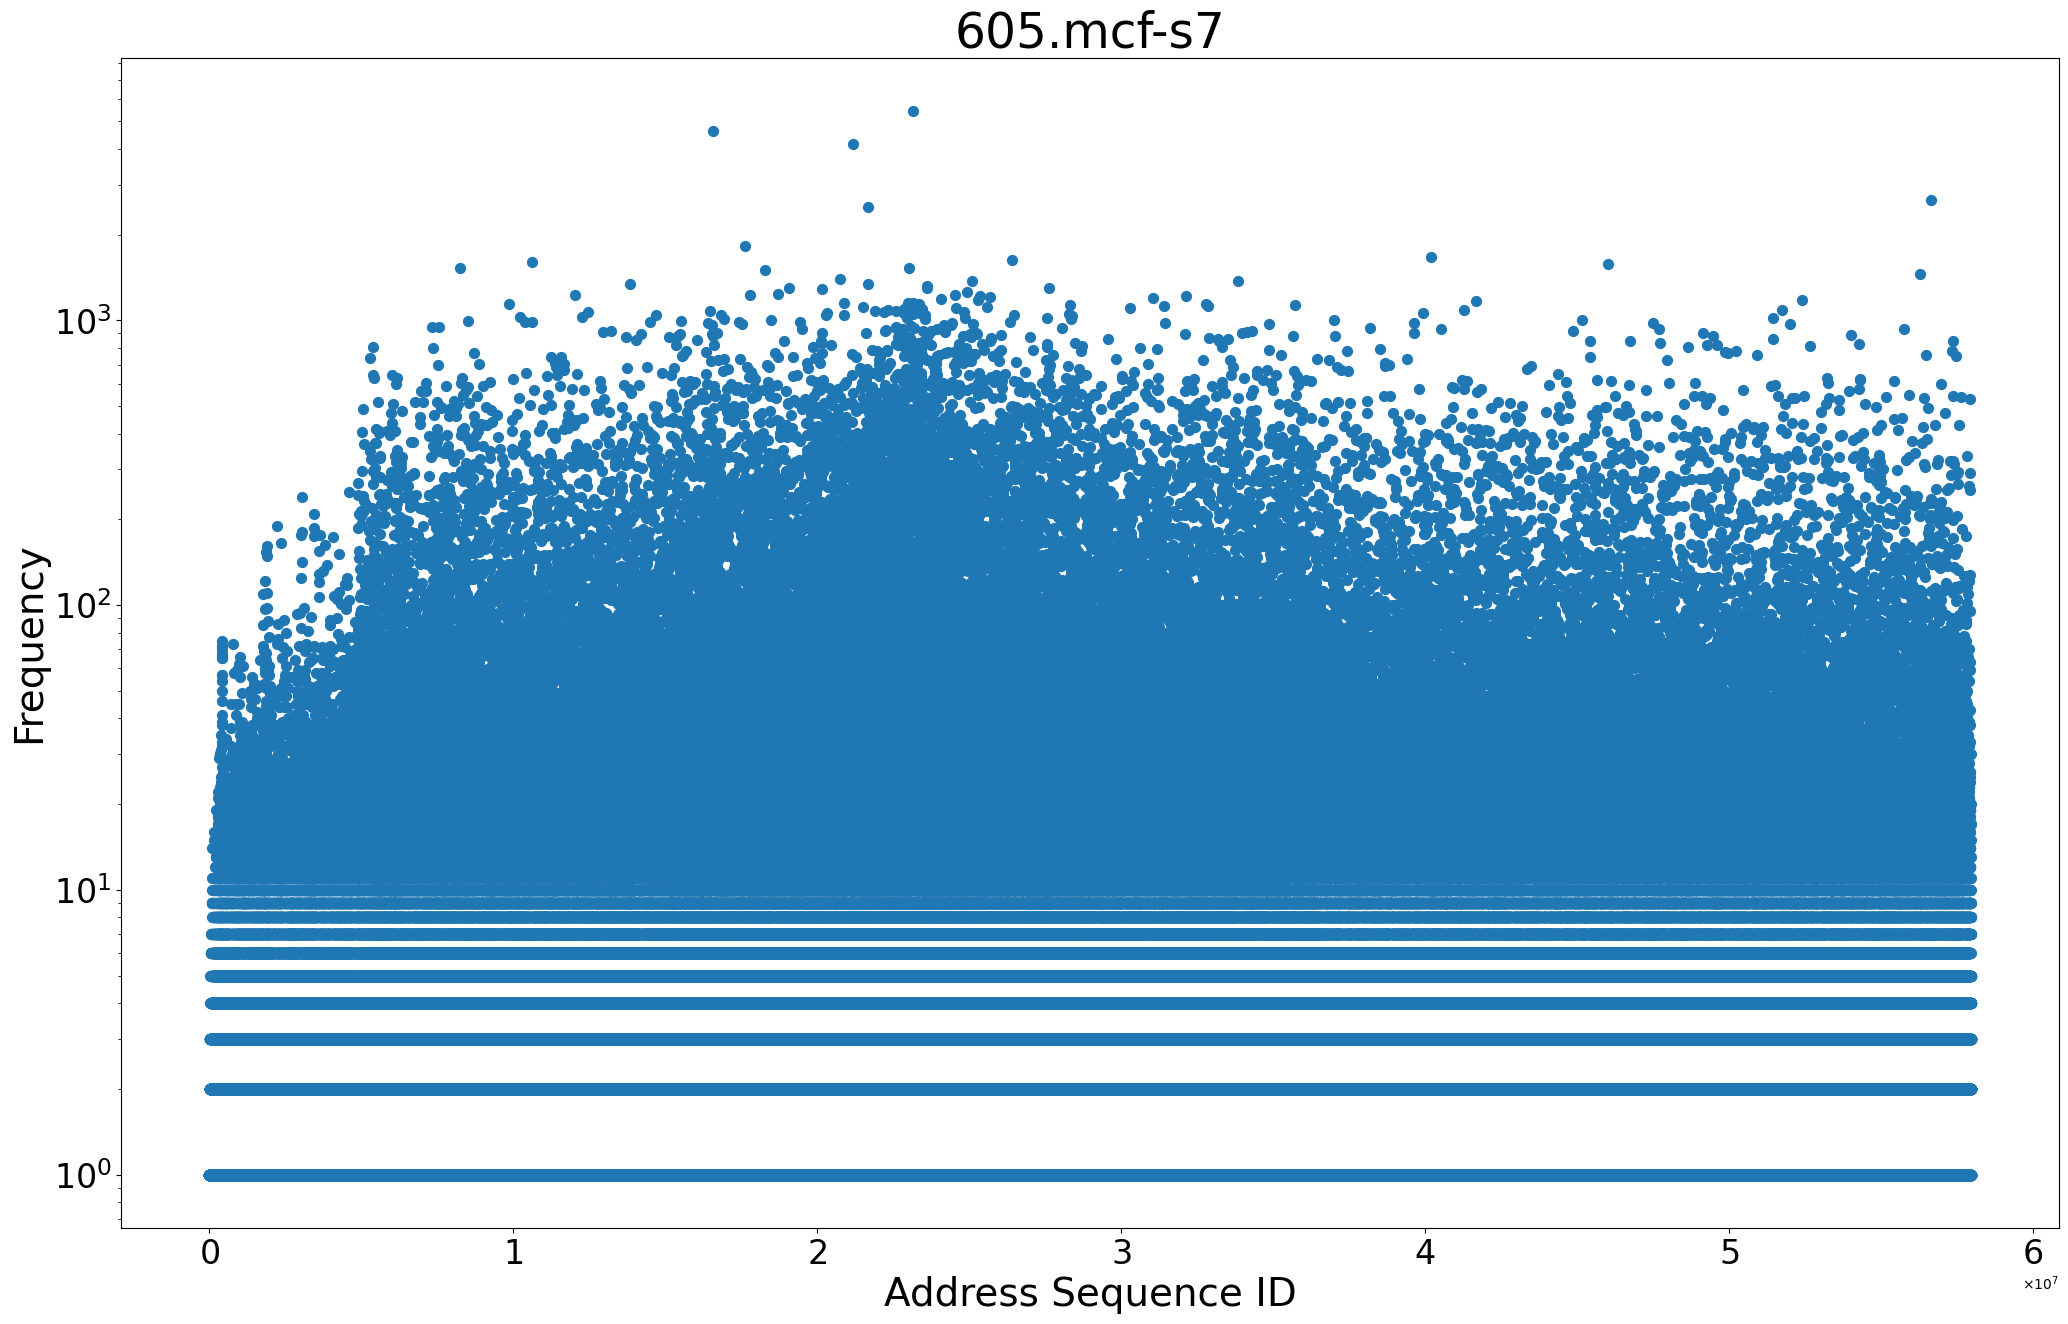 605.mcf-s7
Frequency
10³
10²
10¹
10⁰
0 1 2 3 4 5 6
×10⁷
Address Sequence ID